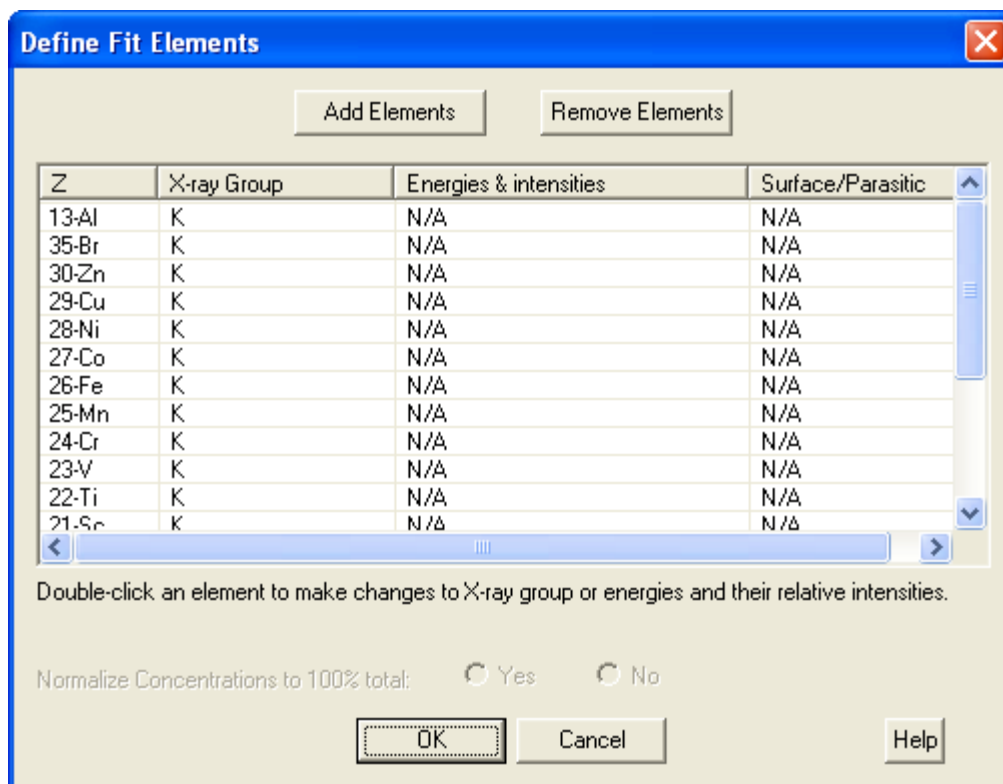 Define Fit Elements
Add Elements Remove Elements
Z X-ray Group Energies & intensities Surface/Parasitic
13-Al K N/A N/A
35-Br K N/A N/A
30-Zn K N/A N/A
29-Cu K N/A N/A
28-Ni K N/A N/A
27-Co K N/A N/A
26-Fe K N/A N/A
25-Mn K N/A N/A
24-Cr K N/A N/A
23-V K N/A N/A
22-Ti K N/A N/A
21-Sc K N/A N/A
Double-click an element to make changes to X-ray group or energies and their relative intensities.
Normalize Concentrations to 100% total: Yes No
OK Cancel Help